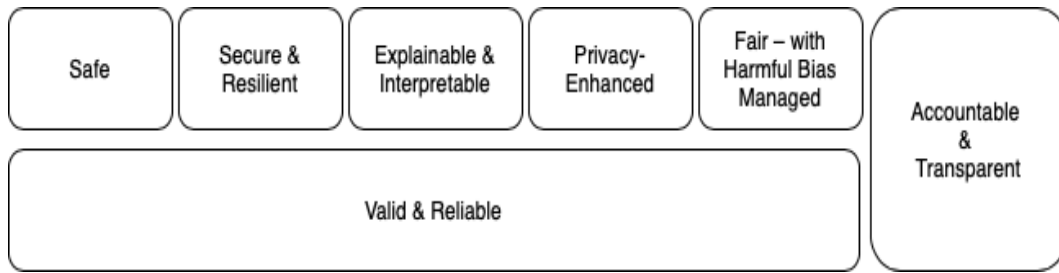 Safe
Secure &
Resilient
Explainable &
Interpretable
Privacy-
Enhanced
Fair – with
Harmful Bias
Managed
Accountable
&
Transparent
Valid & Reliable